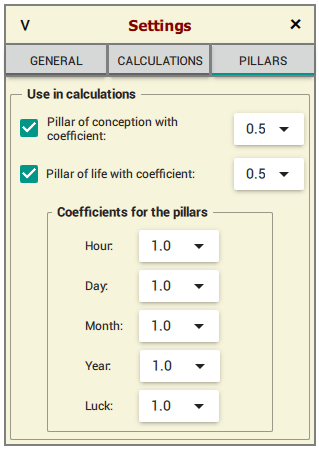 V Settings ×
GENERAL CALCULATIONS PILLARS
Use in calculations
Pillar of conception with
coefficient: 0.5
Pillar of life with coefficient: 0.5
Coefficients for the pillars
Hour: 1.0
Day: 1.0
Month: 1.0
Year: 1.0
Luck: 1.0